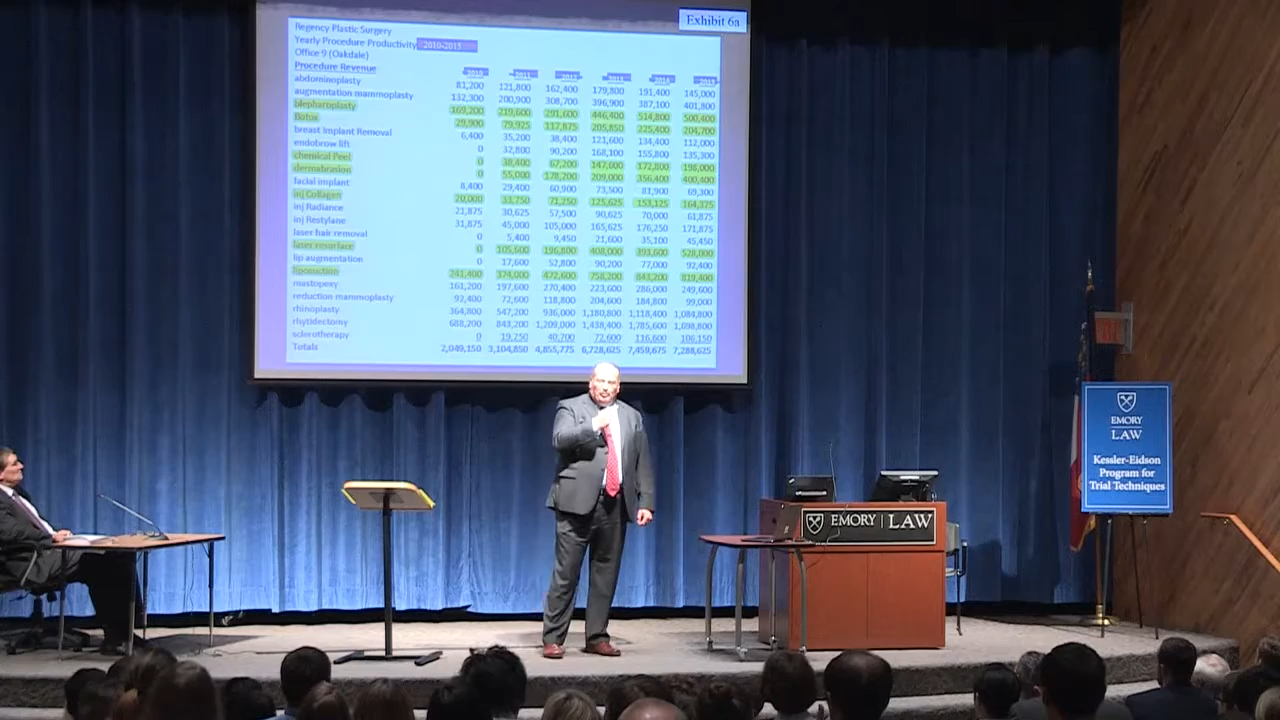 Exhibit 6a
Regency Plastic Surgery
Yearly Procedure Productivity 2010-2015
Office 9 (Oakdale)
Procedure Revenue 2010 2011 2012 2013 2014 2015
abdominoplasty 81,200 121,800 162,400 179,800 191,400 145,000
augmentation mammoplasty 132,300 200,900 308,700 396,900 387,100 401,800
blepharoplasty 169,200 219,600 291,600 446,400 514,800 500,400
Botox 29,900 79,925 117,875 205,850 225,400 204,700
breast Implant Removal 6,400 35,200 38,400 121,600 134,400 112,000
endobrow lift 0 32,800 90,200 168,100 155,800 135,300
chemical Peel 0 38,400 67,200 147,600 172,800 198,000
dermabrasion 0 55,000 178,200 209,000 356,400 400,400
facial implant 8,400 29,400 60,900 73,500 81,900 69,300
inj Collagen 20,000 33,750 71,250 125,625 153,125 164,375
inj Radiance 21,875 30,625 57,500 90,625 70,000 61,875
inj Restylane 31,875 45,000 105,000 165,625 176,250 171,875
laser hair removal 0 5,400 9,450 21,600 35,100 45,450
laser resurface 0 105,600 196,800 408,000 393,600 528,000
lip augmentation 0 17,600 52,800 90,200 77,000 92,400
liposuction 241,400 374,000 472,600 758,200 843,200 819,400
mastopexy 161,200 197,600 270,400 223,600 286,000 249,600
reduction mammoplasty 92,400 72,600 118,800 204,600 184,800 99,000
rhinoplasty 364,800 547,200 936,000 1,180,800 1,118,400 1,084,800
rhytidectomy 688,200 843,200 1,209,000 1,438,400 1,785,600 1,698,800
sclerotherapy 0 19,250 40,700 72,600 116,600 106,150
Totals 2,049,150 3,104,850 4,855,775 6,728,625 7,459,675 7,288,625
EMORY
LAW
Kessler-Eidson
Program for
Trial Techniques
EMORY | LAW